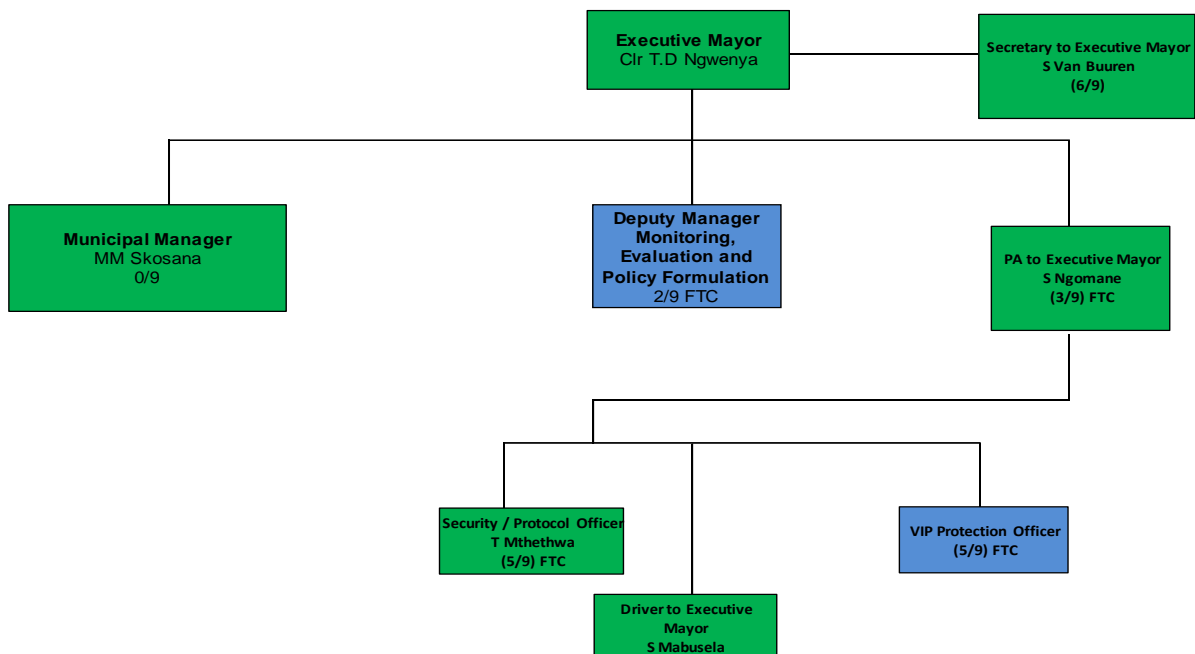 Executive Mayor
Clr T.D Ngwenya
Secretary to Executive Mayor
S Van Buuren
(6/9)
Municipal Manager
MM Skosana
0/9
Deputy Manager
Monitoring,
Evaluation and
Policy Formulation
2/9 FTC
PA to Executive Mayor
S Ngomane
(3/9) FTC
Security / Protocol Officer
T Mthethwa
(5/9) FTC
VIP Protection Officer
(5/9) FTC
Driver to Executive
Mayor
S Mabusela